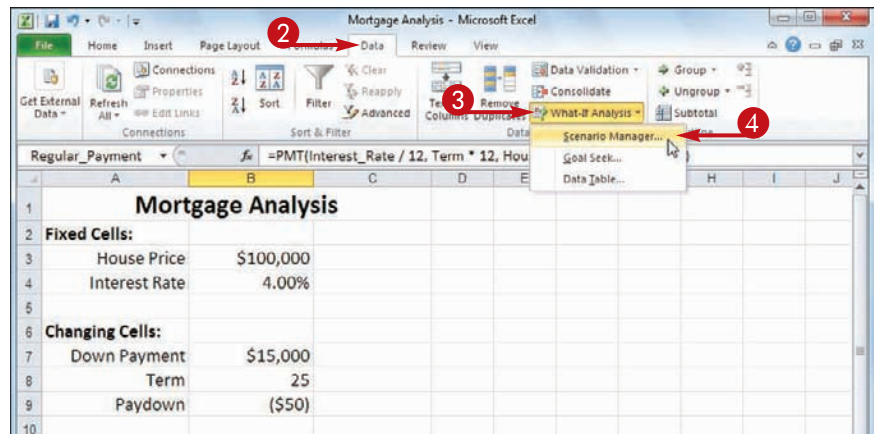 Mortgage Analysis - Microsoft Excel
2
File Home Insert Page Layout Formulas Data Review View
Connections Clear Data Validation Group
Get External Data Refresh All Properties Sort Filter Reapply Remove Duplicates Consolidate Ungroup
Edit Links Advanced Columns What-If Analysis Subtotal
3
Connections Sort & Filter Data
Scenario Manager...
4
Goal Seek...
Data Table...
Regular_Payment fx =PMT(Interest_Rate / 12, Term * 12, Hou )
A B C D E H I J
1 Mortgage Analysis
2 Fixed Cells:
3 House Price $100,000
4 Interest Rate 4.00%
5
6 Changing Cells:
7 Down Payment $15,000
8 Term 25
9 Paydown ($50)
10